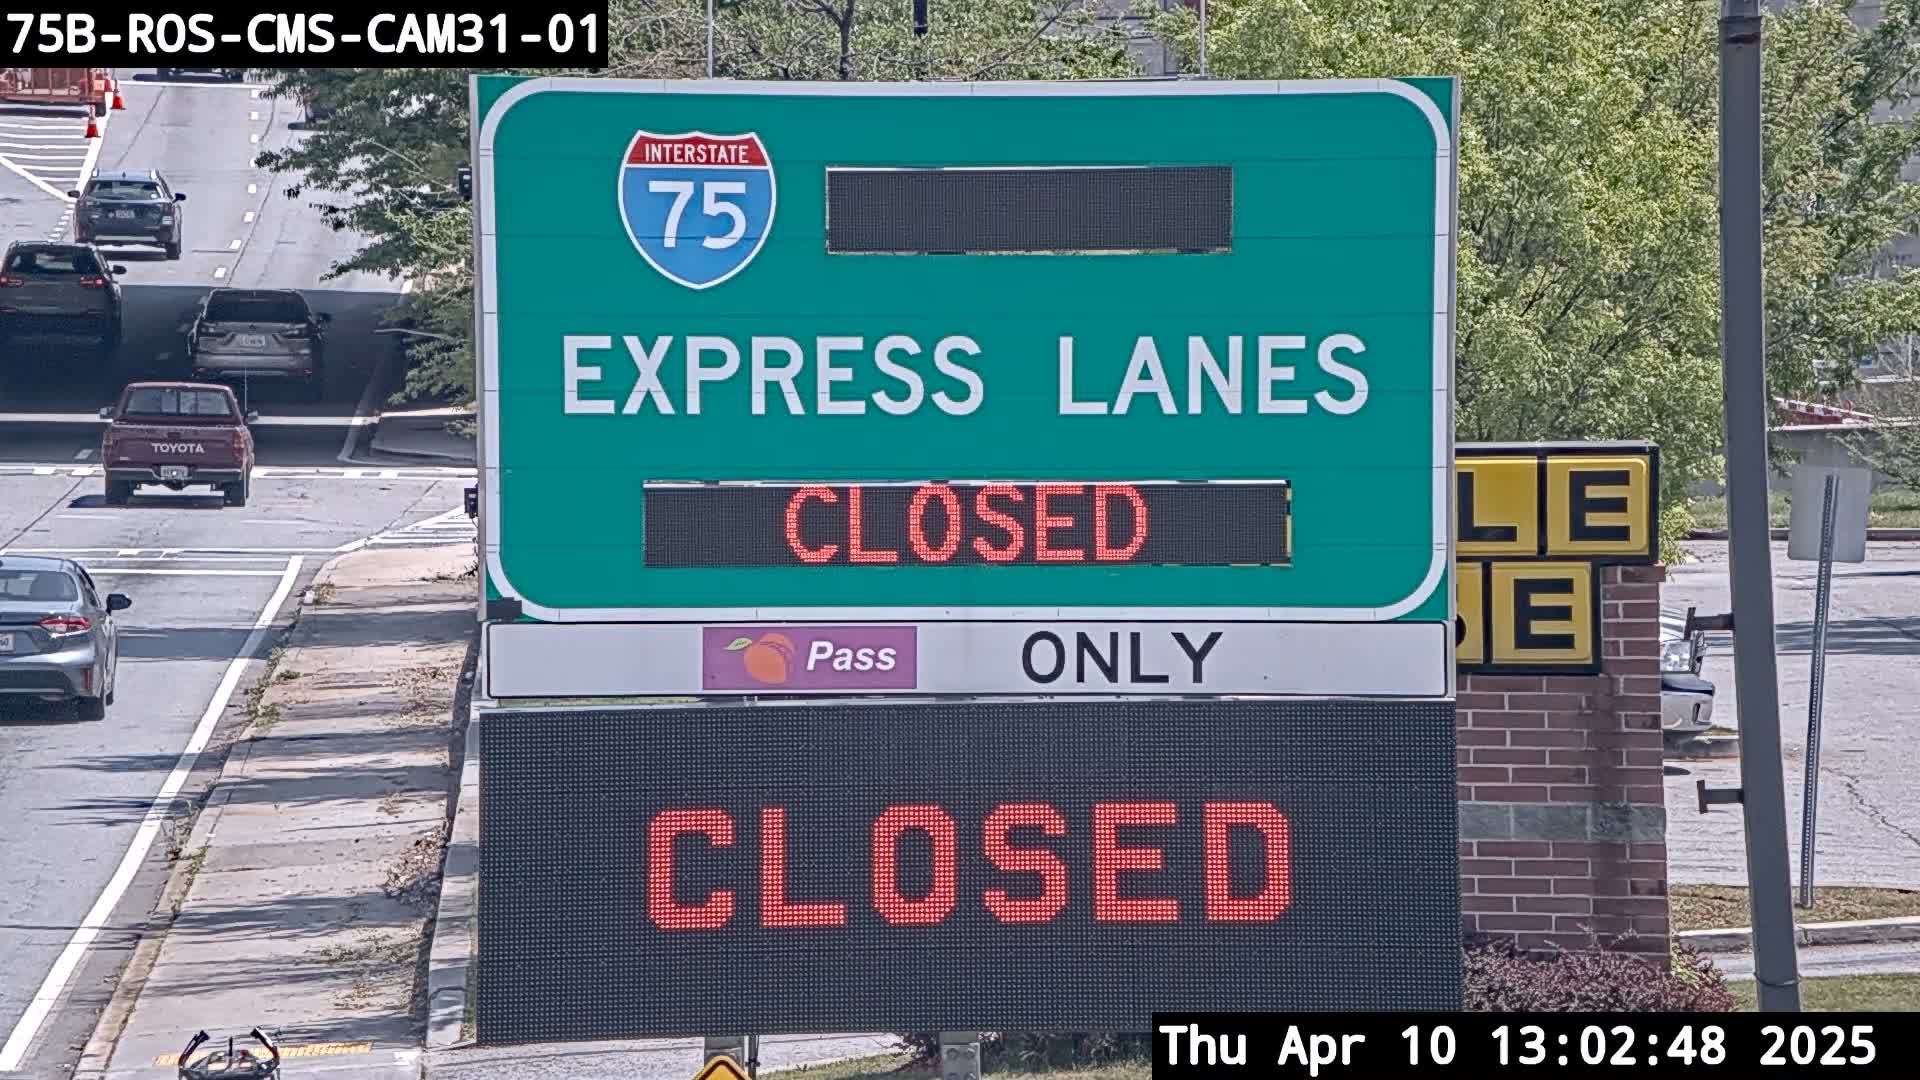 75B-ROS-CMS-CAM31-01
INTERSTATE
75
EXPRESS LANES
CLOSED
Pass ONLY
CLOSED
TOYOTA
LE
E
Thu Apr 10 13:02:48 2025